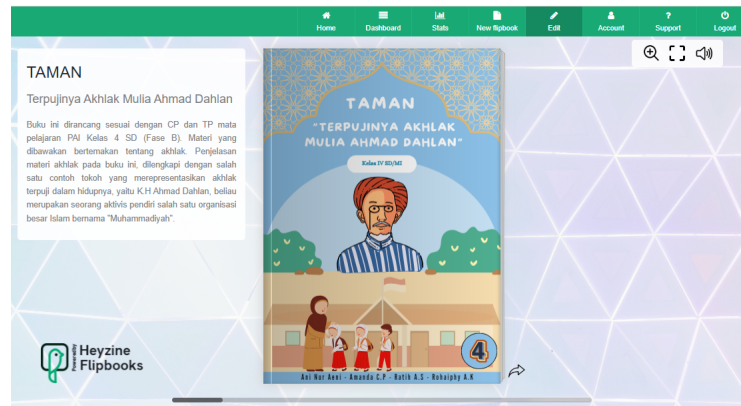 Home Dashboard Stats New flipbook Edit Account Support Logout
TAMAN
Terpujinya Akhlak Mulia Ahmad Dahlan
Buku ini dirancang sesuai dengan CP dan TP mata
pelajaran PAI Kelas 4 SD (Fase B). Materi yang
dibawakan bertemakan tentang akhlak. Penjelasan
materi akhlak pada buku ini, dilengkapi dengan salah
satu contoh tokoh yang merepresentasikan akhlak
terpuji dalam hidupnya, yaitu K.H Ahmad Dahlan, beliau
merupakan seorang aktivis pendiri salah satu organisasi
besar Islam bernama "Muhammadiyah".
TAMAN
"TERPUJINYA AKHLAK
MULIA AHMAD DAHLAN"
Kelas IV SD/MI
4
Ani Nur Aeni - Amanda C.P - Ratih A.S - Rohaiphy A.K
Powered by
Heyzine
Flipbooks